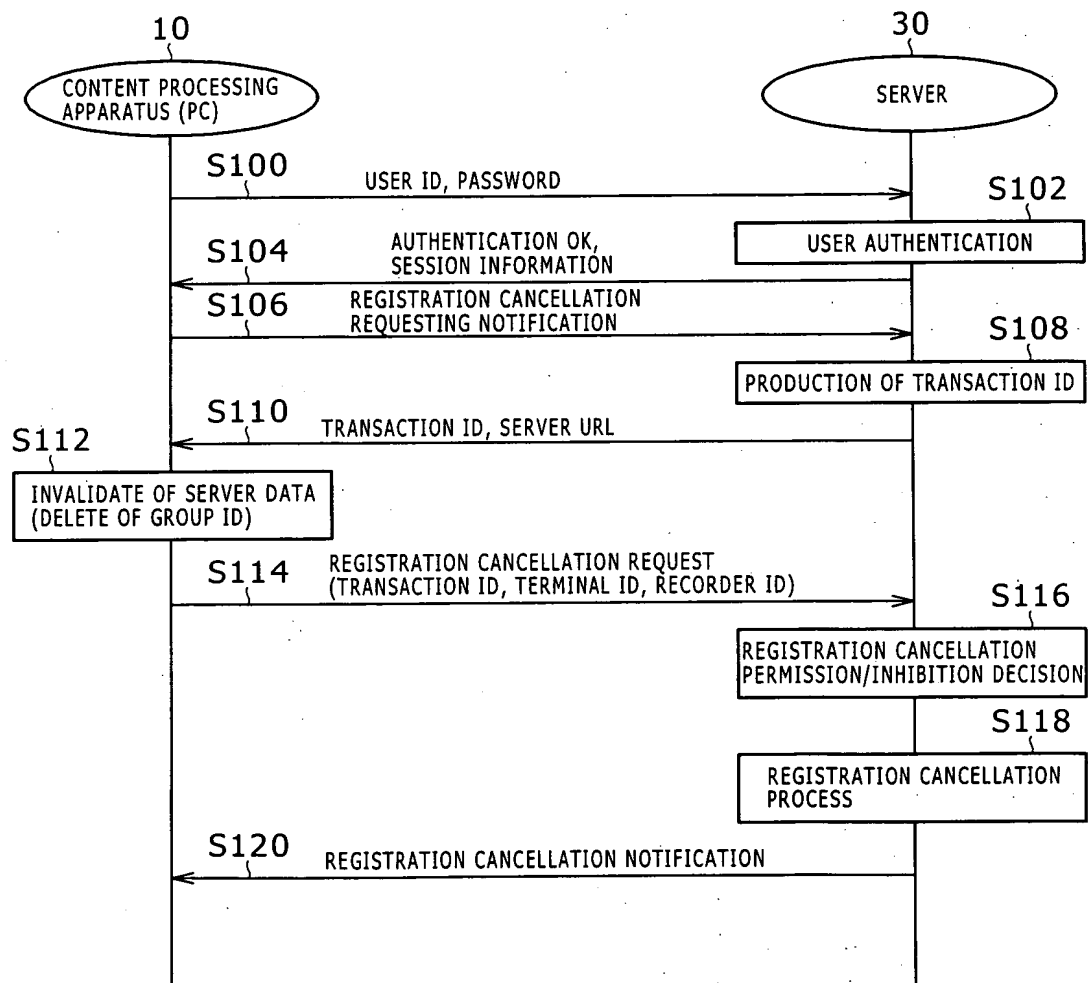 10
30
CONTENT PROCESSING
APPARATUS (PC)
SERVER
S100
USER ID, PASSWORD
S102
USER AUTHENTICATION
S104
AUTHENTICATION OK,
SESSION INFORMATION
S106
REGISTRATION CANCELLATION
REQUESTING NOTIFICATION
S108
PRODUCTION OF TRANSACTION ID
S110
TRANSACTION ID, SERVER URL
S112
INVALIDATE OF SERVER DATA
(DELETE OF GROUP ID)
S114
REGISTRATION CANCELLATION REQUEST
(TRANSACTION ID, TERMINAL ID, RECORDER ID)
S116
REGISTRATION CANCELLATION
PERMISSION/INHIBITION DECISION
S118
REGISTRATION CANCELLATION
PROCESS
S120
REGISTRATION CANCELLATION NOTIFICATION